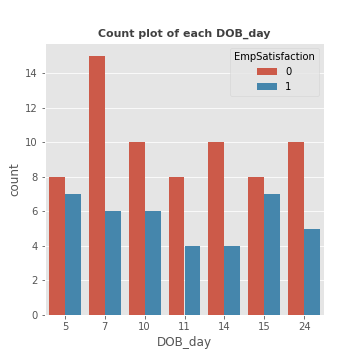 Count plot of each DOB_day
EmpSatisfaction
0
1
14
12
10
8
6
4
2
0
count
5 7 10 11 14 15 24
DOB_day